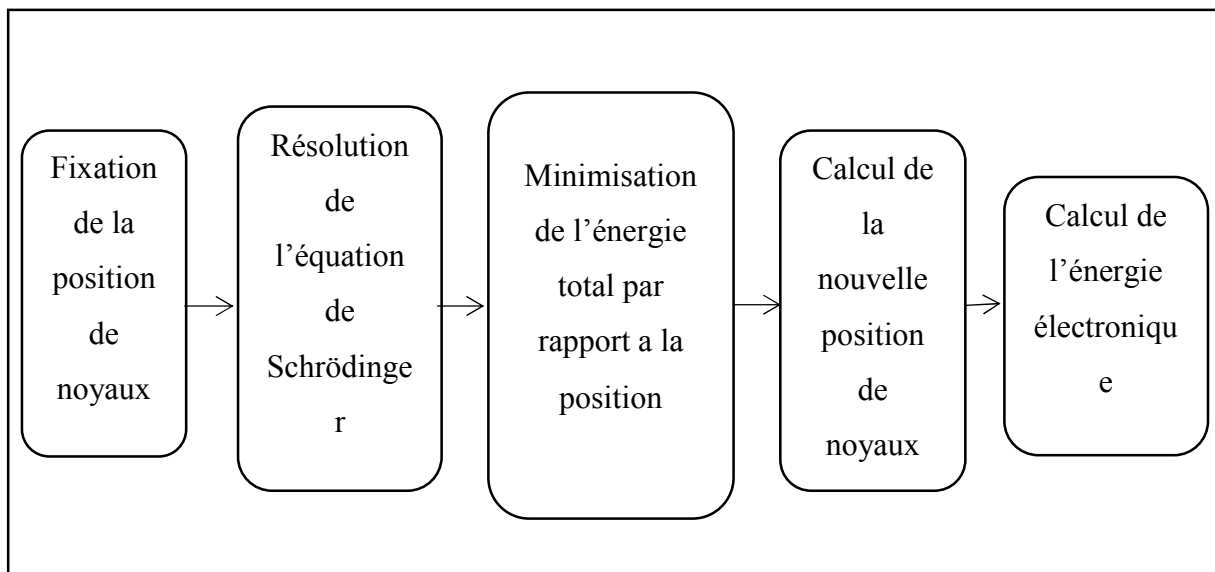 Fixation
de la
position
de
noyaux
Résolution
de
l’équation
de
Schrödinge
r
Minimisation
de l’énergie
total par
rapport a la
position
Calcul de
la
nouvelle
position
de
noyaux
Calcul de
l’énergie
électroniqu
e